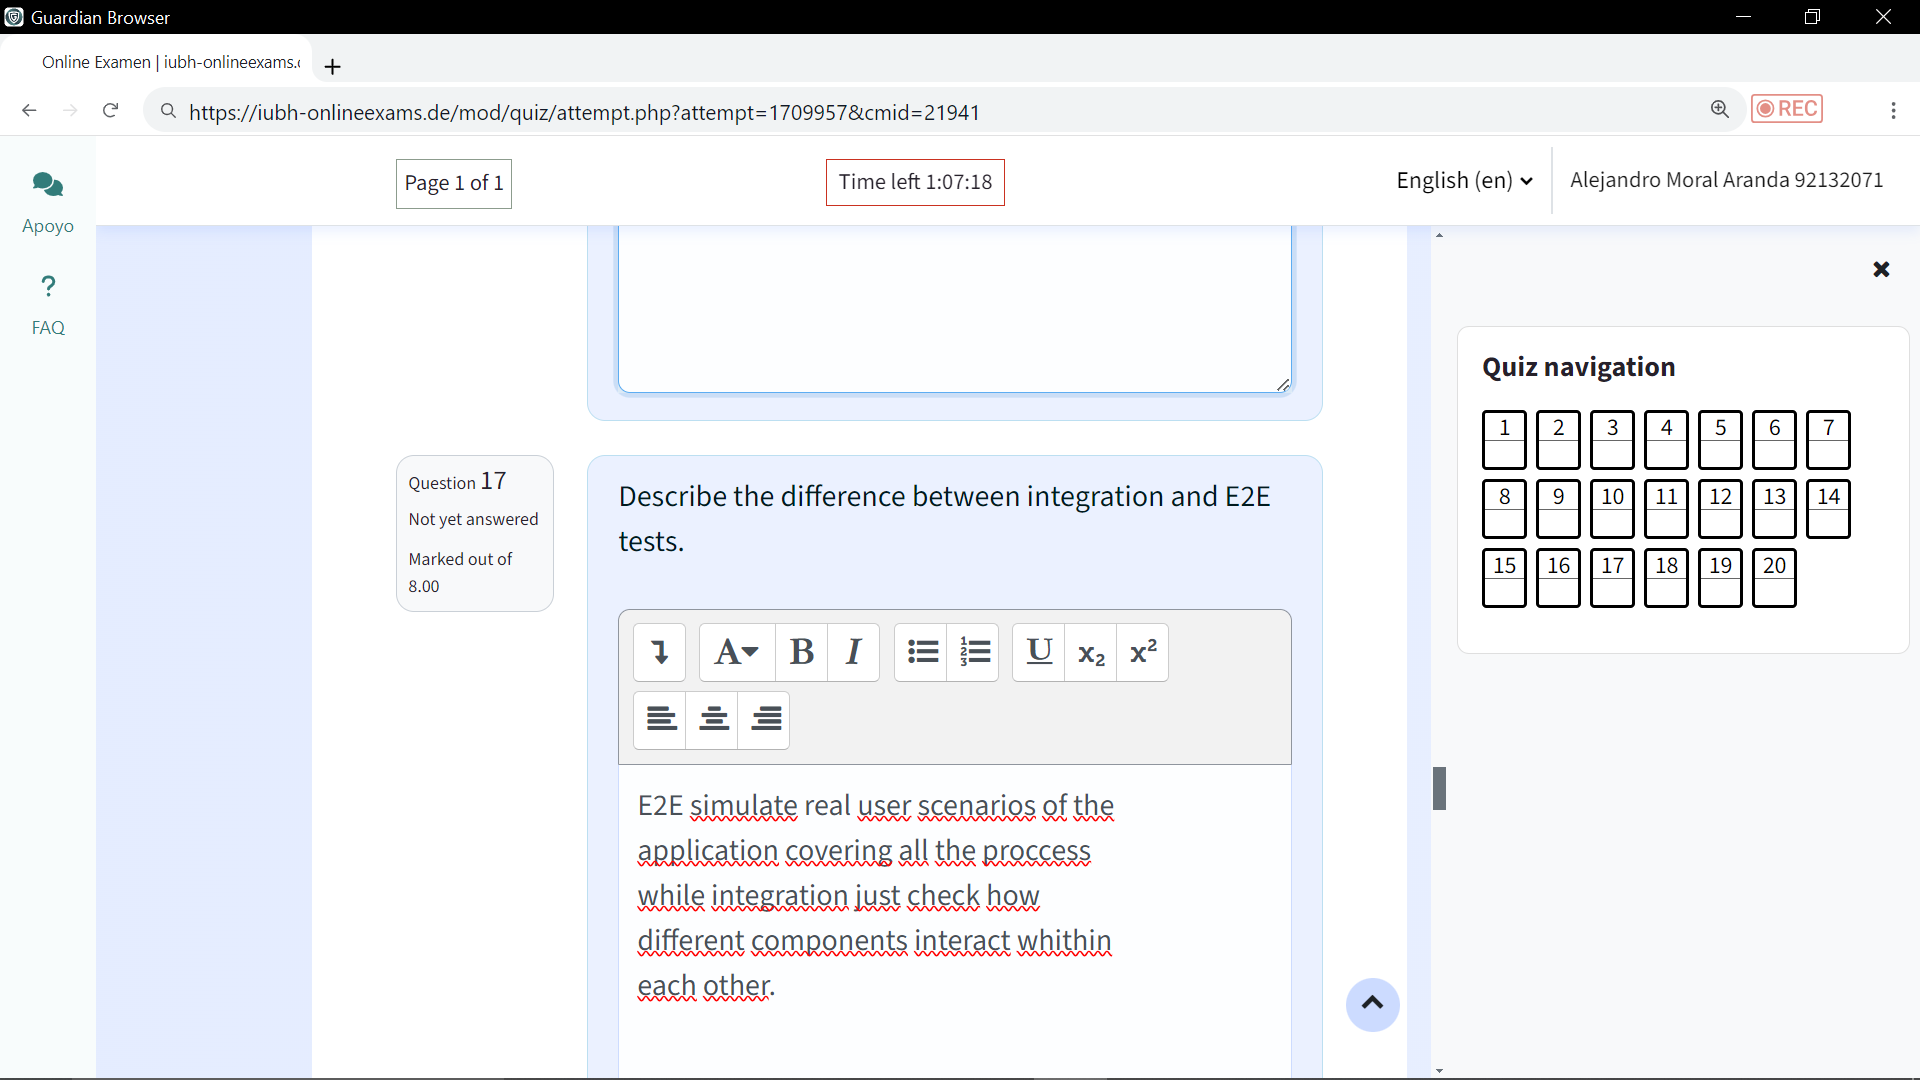 Guardian Browser
Online Examen | iubh-onlineexams.
https://iubh-onlineexams.de/mod/quiz/attempt.php?attempt=1709957&cmid=21941
REC
Apoyo
FAQ
Page 1 of 1
Time left 1:07:18
English (en)
Alejandro Moral Aranda 92132071
Question 17
Not yet answered
Marked out of
8.00
Describe the difference between integration and E2E
tests.
A
B
I
U
x₂
x²
E2E simulate real user scenarios of the
application covering all the proccess
while integration just check how
different components interact whithin
each other.
Quiz navigation
1 2 3 4 5 6 7
8 9 10 11 12 13 14
15 16 17 18 19 20